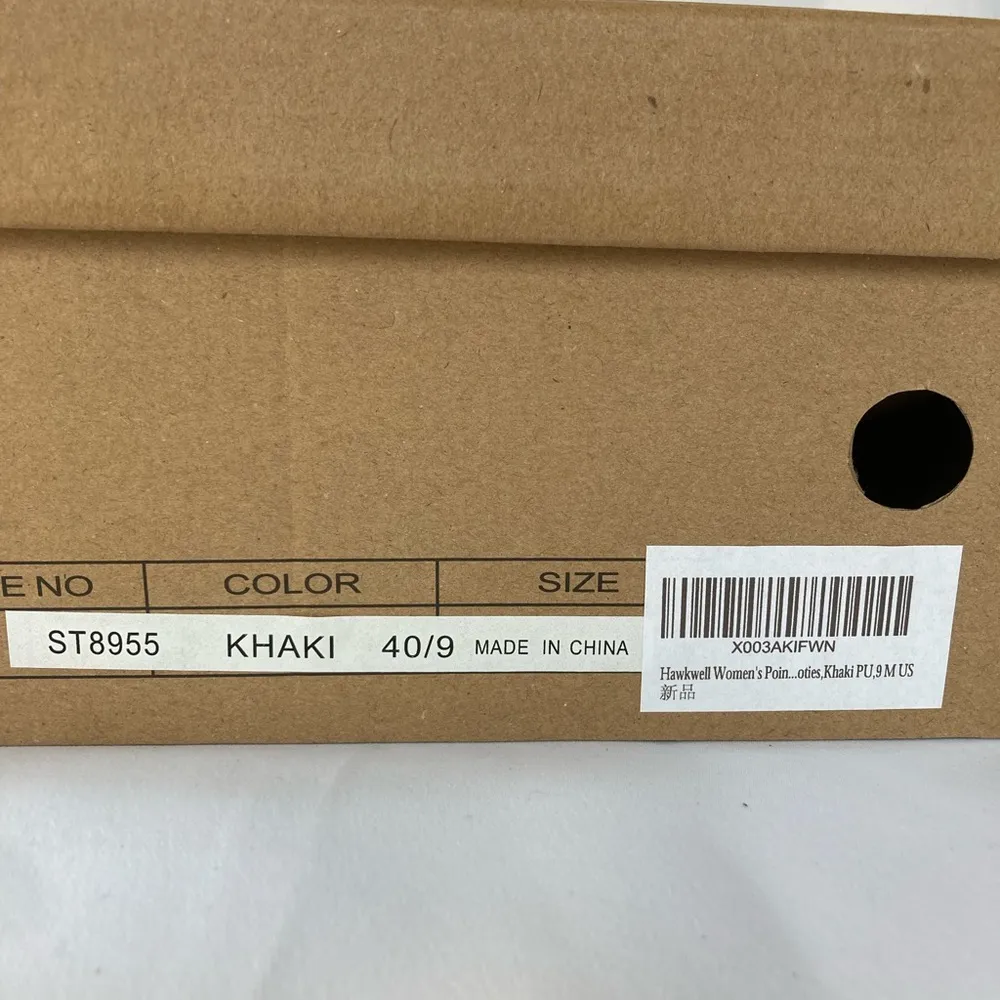 E NO COLOR SIZE
ST8955 KHAKI 40/9 MADE IN CHINA
X003AKIFWN
Hawkwell Women's Poin...oties,Khaki PU,9 M US
新品